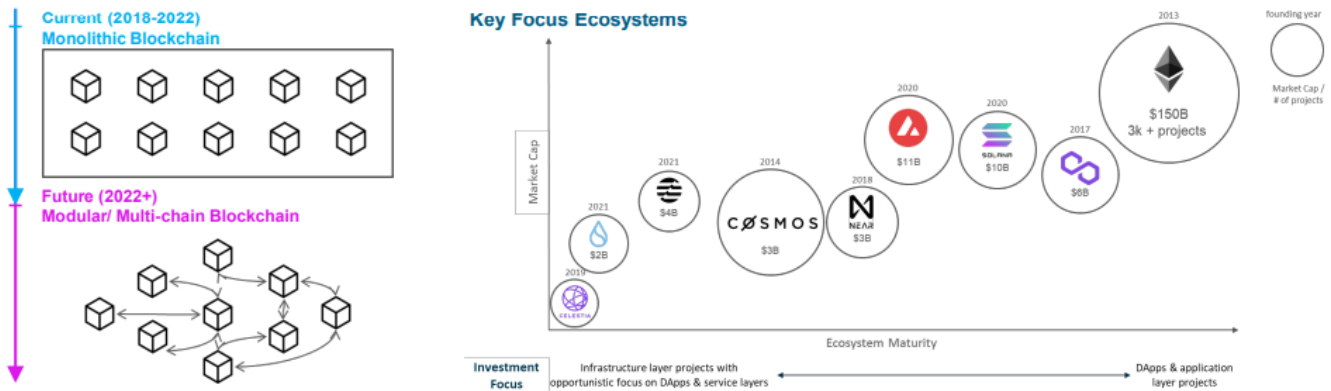 Current (2018-2022)
Monolithic Blockchain
Future (2022+)
Modular/ Multi-chain Blockchain
Key Focus Ecosystems
founding year
Market Cap /
# of projects
Market Cap
2019
CELESTIA
2021
$2B
2021
$4B
2014
COSMOS
$3B
2018
NEAR
$3B
2020
$11B
2020
SOLANA
$10B
2017
$6B
2013
$150B
3k + projects
Ecosystem Maturity
Investment
Focus
Infrastructure layer projects with
opportunistic focus on DApps & service layers
DApps & application
layer projects